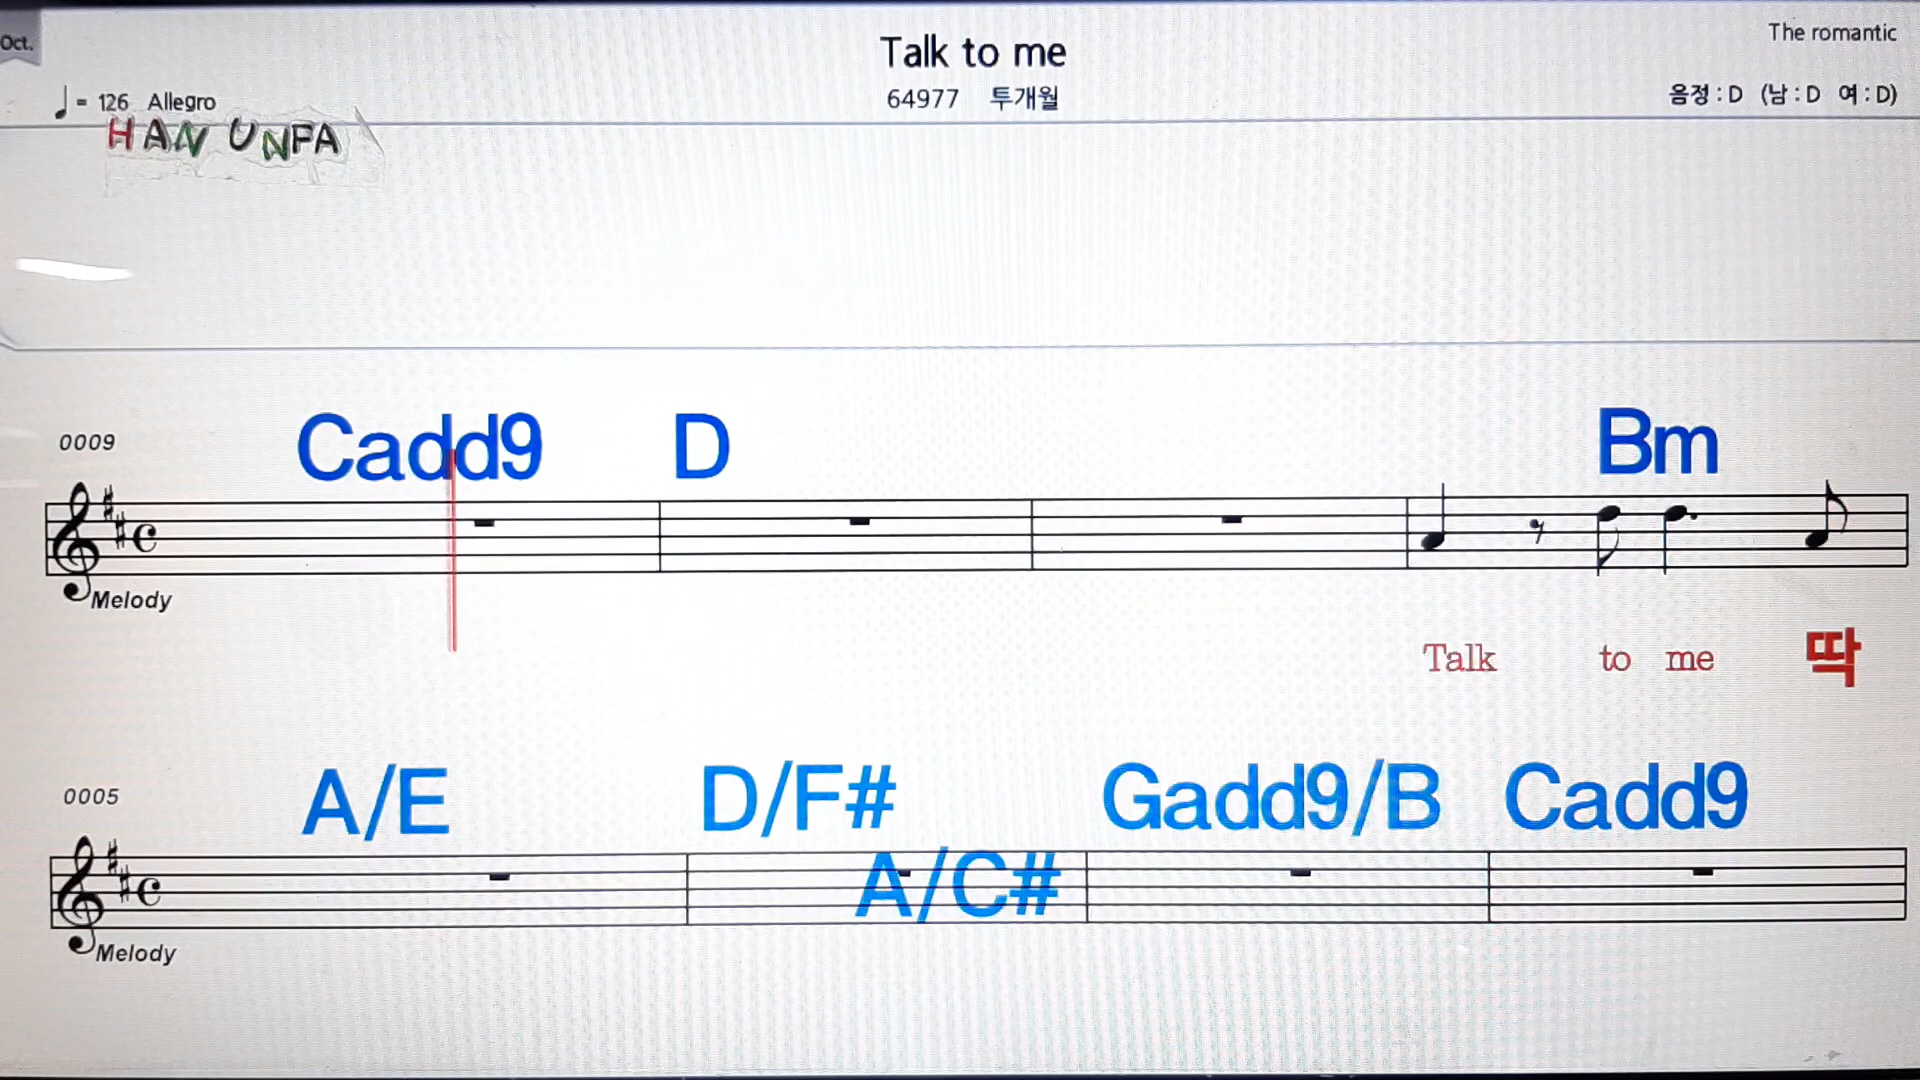 Oct.
Talk to me
The romantic
♩ = 126 Allegro
64977 투개월
음정 : D (남 : D 여 : D)
HAN UNPA
0009
Cadd9 D Bm
Melody
Talk to me 딱
0005
A/E D/F# A/C# Gadd9/B Cadd9
Melody